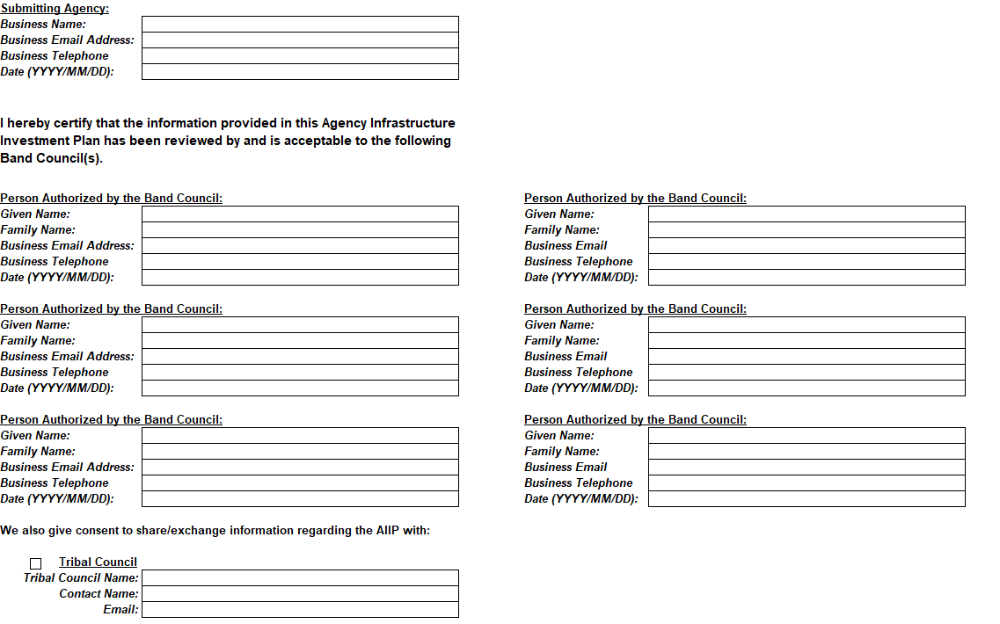 Submitting Agency:
Business Name:
Business Email Address:
Business Telephone
Date (YYYY/MM/DD):
I hereby certify that the information provided in this Agency Infrastructure
Investment Plan has been reviewed by and is acceptable to the following
Band Council(s).
Person Authorized by the Band Council:
Given Name:
Family Name:
Business Email Address:
Business Telephone
Date (YYYY/MM/DD):
Person Authorized by the Band Council:
Given Name:
Family Name:
Business Email
Business Telephone
Date (YYYY/MM/DD):
Person Authorized by the Band Council:
Given Name:
Family Name:
Business Email Address:
Business Telephone
Date (YYYY/MM/DD):
Person Authorized by the Band Council:
Given Name:
Family Name:
Business Email
Business Telephone
Date (YYYY/MM/DD):
Person Authorized by the Band Council:
Given Name:
Family Name:
Business Email Address:
Business Telephone
Date (YYYY/MM/DD):
Person Authorized by the Band Council:
Given Name:
Family Name:
Business Email
Business Telephone
Date (YYYY/MM/DD):
We also give consent to share/exchange information regarding the AIIP with:
Tribal Council
Tribal Council Name:
Contact Name:
Email: